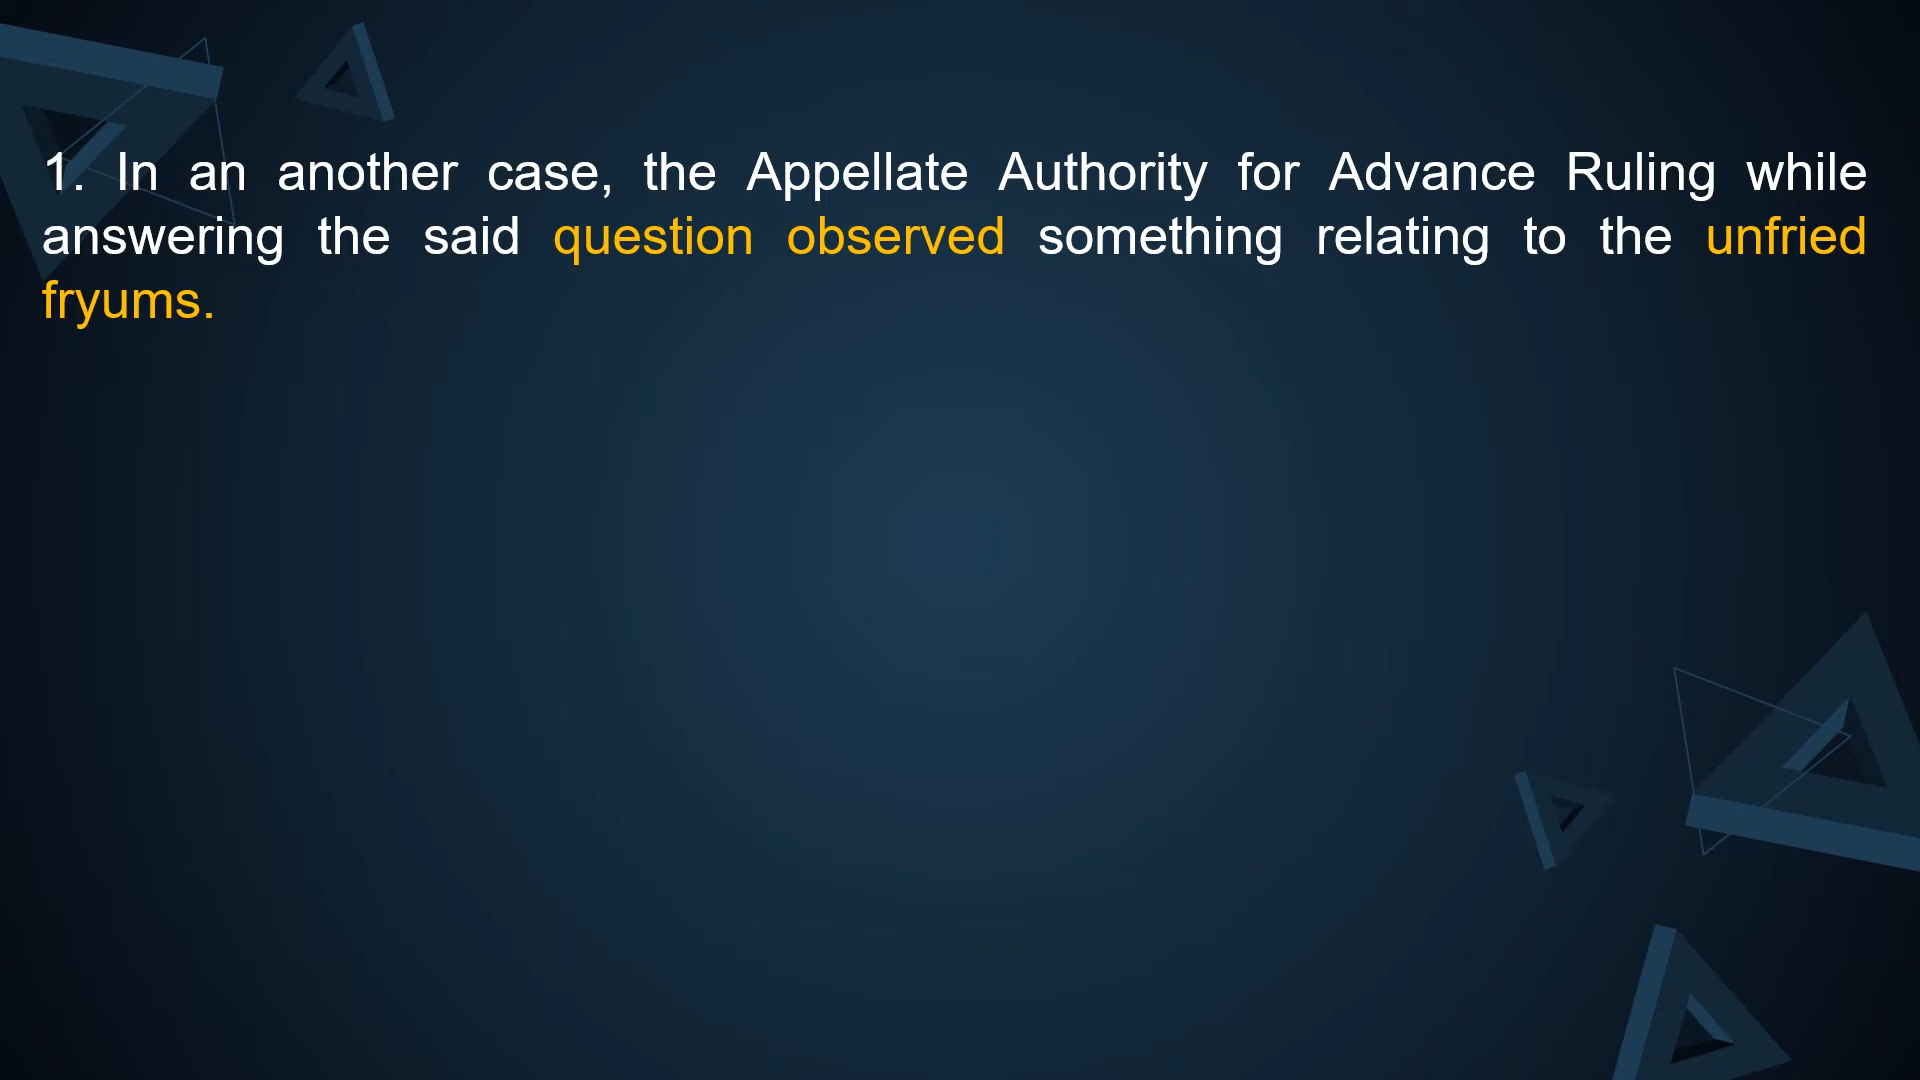 1. In an another case, the Appellate Authority for Advance Ruling while
answering the said question observed something relating to the unfried
fryums.